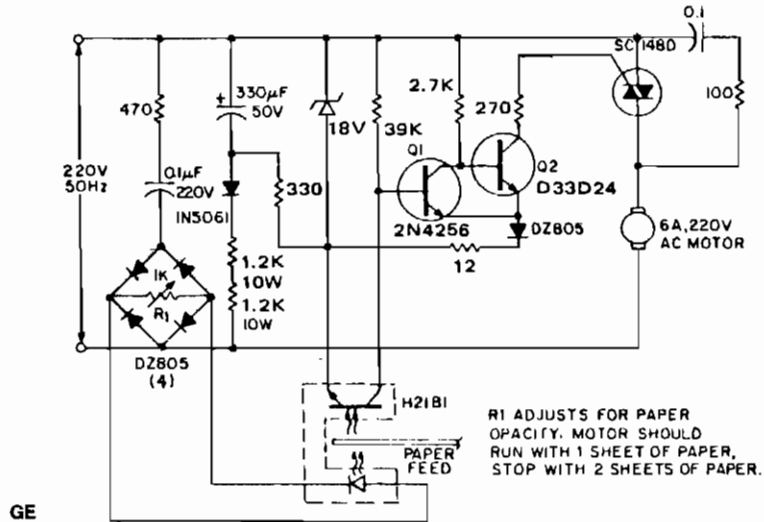 0.1
SC 148D
330µF
50V
2.7K
470
270
100
18V
39K
Q1
220V
50Hz
0.1µF
220V
330
Q2
D33D24
1N5061
2N4256
DZ805
6A, 220V
AC MOTOR
12
1K
R1
1.2K
10W
1.2K
10W
DZ805
(4)
H21B1
PAPER
FEED
R1 ADJUSTS FOR PAPER
OPACITY. MOTOR SHOULD
RUN WITH 1 SHEET OF PAPER,
STOP WITH 2 SHEETS OF PAPER.
GE